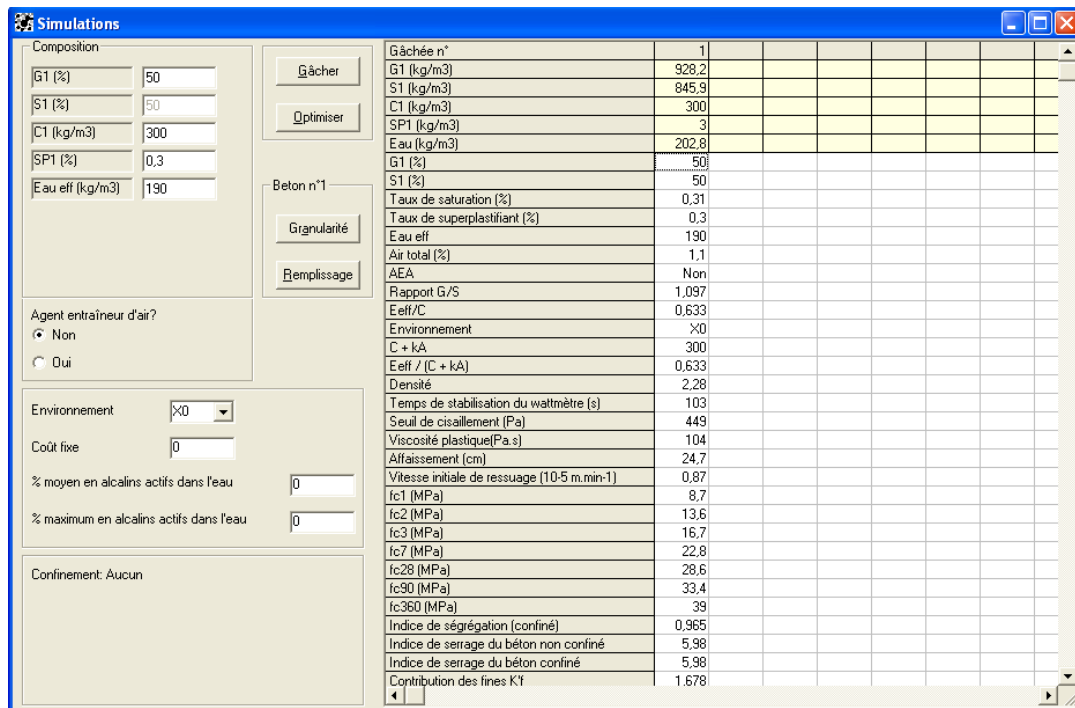 Simulations
Composition
G1 (%) 50
S1 (%) 50
C1 (kg/m3) 300
SP1 (%) 0,3
Eau eff (kg/m3) 190
Gâcher
Optimiser
Beton n°1
Granularité
Remplissage
Agent entraîneur d'air?
Non
Oui
Environnement X0
Coût fixe 0
% moyen en alcalins actifs dans l'eau 0
% maximum en alcalins actifs dans l'eau 0
Confinement: Aucun
Gâchée n° 1
G1 (kg/m3) 928,2
S1 (kg/m3) 845,9
C1 (kg/m3) 300
SP1 (kg/m3) 3
Eau (kg/m3) 202,8
G1 (%) 50
S1 (%) 50
Taux de saturation (%) 0,31
Taux de superplastifiant (%) 0,3
Eau eff 190
Air total (%) 1,1
AEA Non
Rapport G/S 1,097
Eeff/C 0,633
Environnement X0
C + kA 300
Eeff / (C + kA) 0,633
Densité 2,28
Temps de stabilisation du wattmètre (s) 103
Seuil de cisaillement (Pa) 449
Viscosité plastique(Pa.s) 104
Affaissement (cm) 24,7
Vitesse initiale de ressuage (10-5 m.min-1) 0,87
fc1 (MPa) 8,7
fc2 (MPa) 13,6
fc3 (MPa) 16,7
fc7 (MPa) 22,8
fc28 (MPa) 28,6
fc90 (MPa) 33,4
fc360 (MPa) 39
Indice de ségrégation (confiné) 0,965
Indice de serrage du béton non confiné 5,98
Indice de serrage du béton confiné 5,98
Contribution des fines K'f 1,678